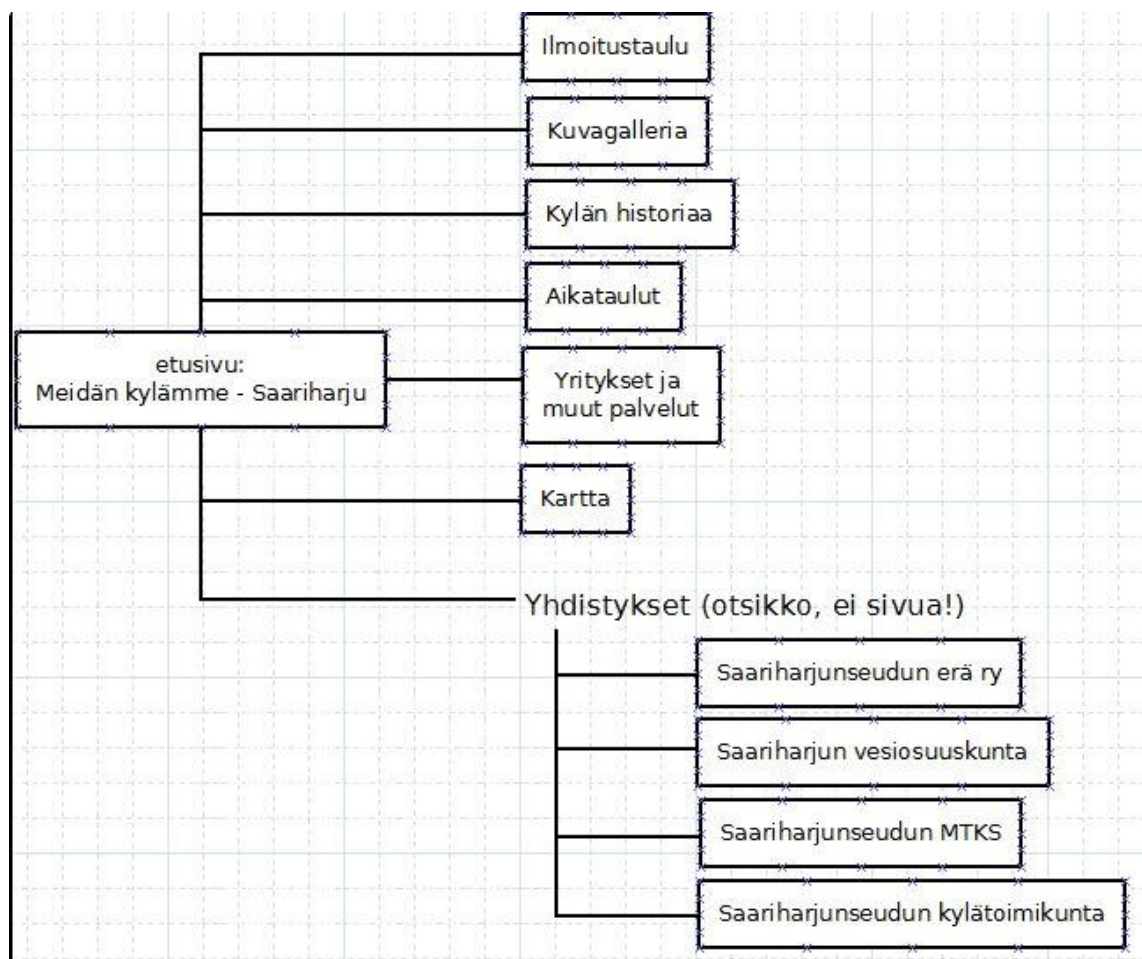 Ilmoitustaulu
Kuvagalleria
Kylän historiaa
Aikataulut
etusivu:
Meidän kylämme - Saariharju
Yritykset ja
muut palvelut
Kartta
Yhdistykset (otsikko, ei sivua!)
Saariharjunseudun erä ry
Saariharjun vesiosuuskunta
Saariharjunseudun MTKS
Saariharjunseudun kylätoimikunta